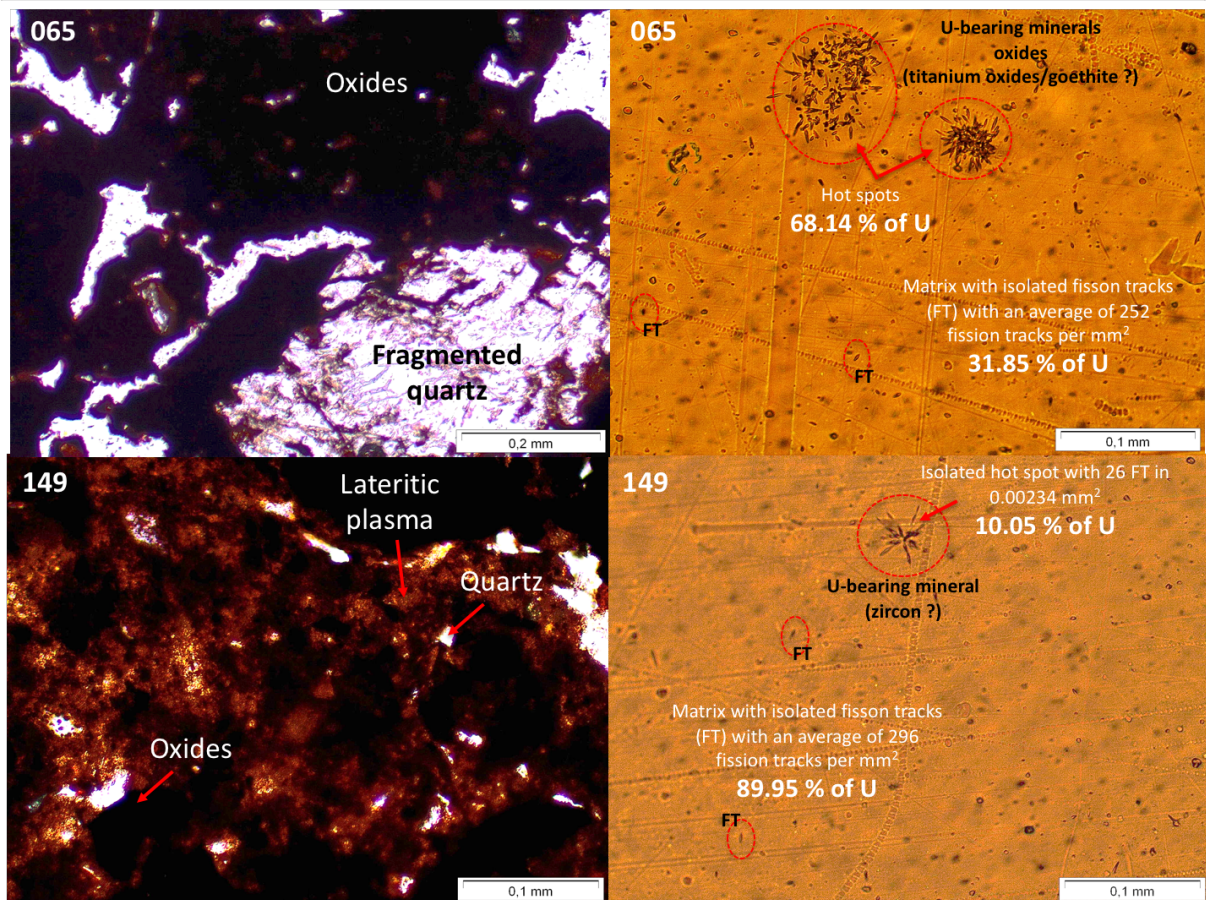 065
Oxides
Fragmented
quartz
0,2 mm
065
U-bearing minerals
oxides
(titanium oxides/goethite ?)
Hot spots
68.14 % of U
Matrix with isolated fisson tracks
(FT) with an average of 252
fission tracks per mm²
31.85 % of U
FT
FT
0,1 mm
149
Lateritic
plasma
Quartz
Oxides
0,1 mm
149
Isolated hot spot with 26 FT in
0.00234 mm²
10.05 % of U
U-bearing mineral
(zircon ?)
FT
Matrix with isolated fisson tracks
(FT) with an average of 296
fission tracks per mm²
89.95 % of U
FT
0,1 mm